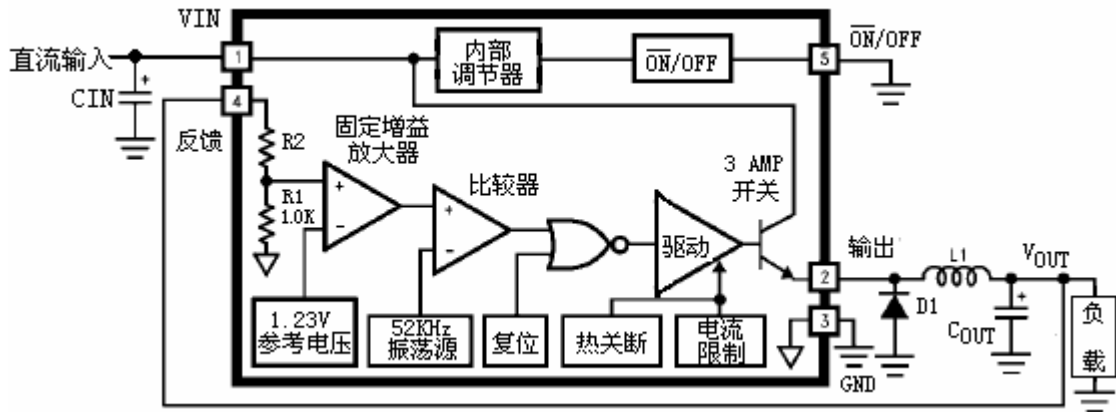 VIN
直流输入
1
CIN
4
反馈
内部
调节器
ON/OFF
5
ON/OFF
R2
R1
1.0K
固定增益
放大器
+
-
比较器
+
-
3 AMP
开关
驱动
输出
2
3
GND
L1
D1
VOUT
+
COUT
负
载
+
1.23V
参考电压
52KHz
振荡源
复位
热关断
电流
限制